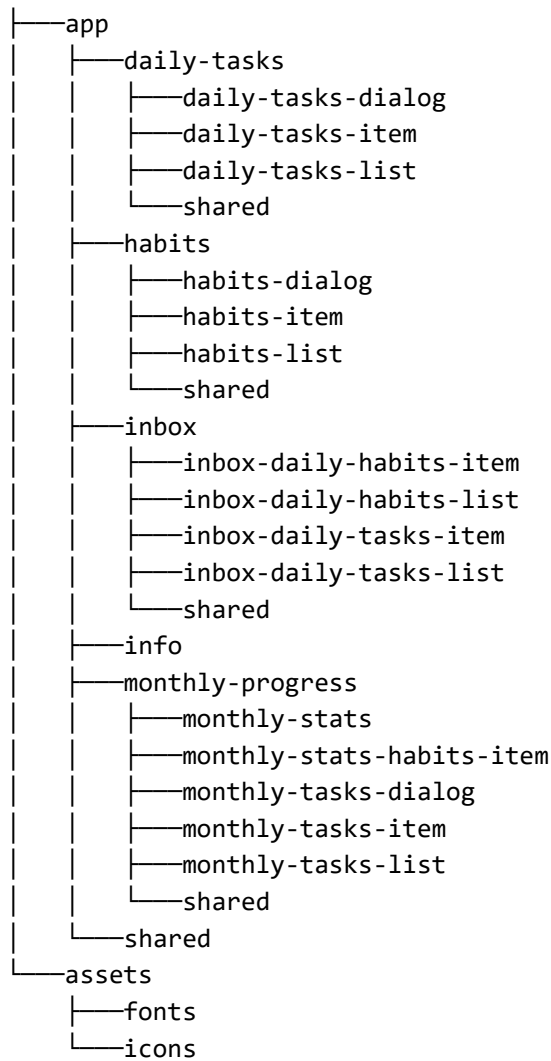 ├───app
│   ├───daily-tasks
│   │   ├───daily-tasks-dialog
│   │   ├───daily-tasks-item
│   │   ├───daily-tasks-list
│   │   └───shared
│   ├───habits
│   │   ├───habits-dialog
│   │   ├───habits-item
│   │   ├───habits-list
│   │   └───shared
│   ├───inbox
│   │   ├───inbox-daily-habits-item
│   │   ├───inbox-daily-habits-list
│   │   ├───inbox-daily-tasks-item
│   │   ├───inbox-daily-tasks-list
│   │   └───shared
│   ├───info
│   ├───monthly-progress
│   │   ├───monthly-stats
│   │   ├───monthly-stats-habits-item
│   │   ├───monthly-tasks-dialog
│   │   ├───monthly-tasks-item
│   │   ├───monthly-tasks-list
│   │   └───shared
│   └───shared
└───assets
    ├───fonts
    └───icons